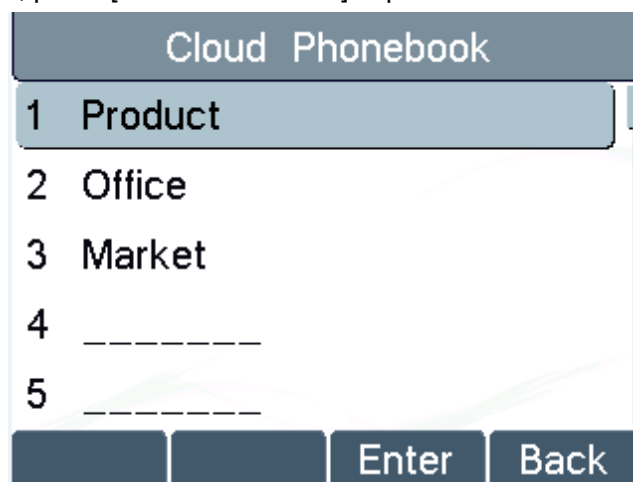 Cloud Phonebook
1 Product
2 Office
3 Market
4 _______
5 _______
Enter Back